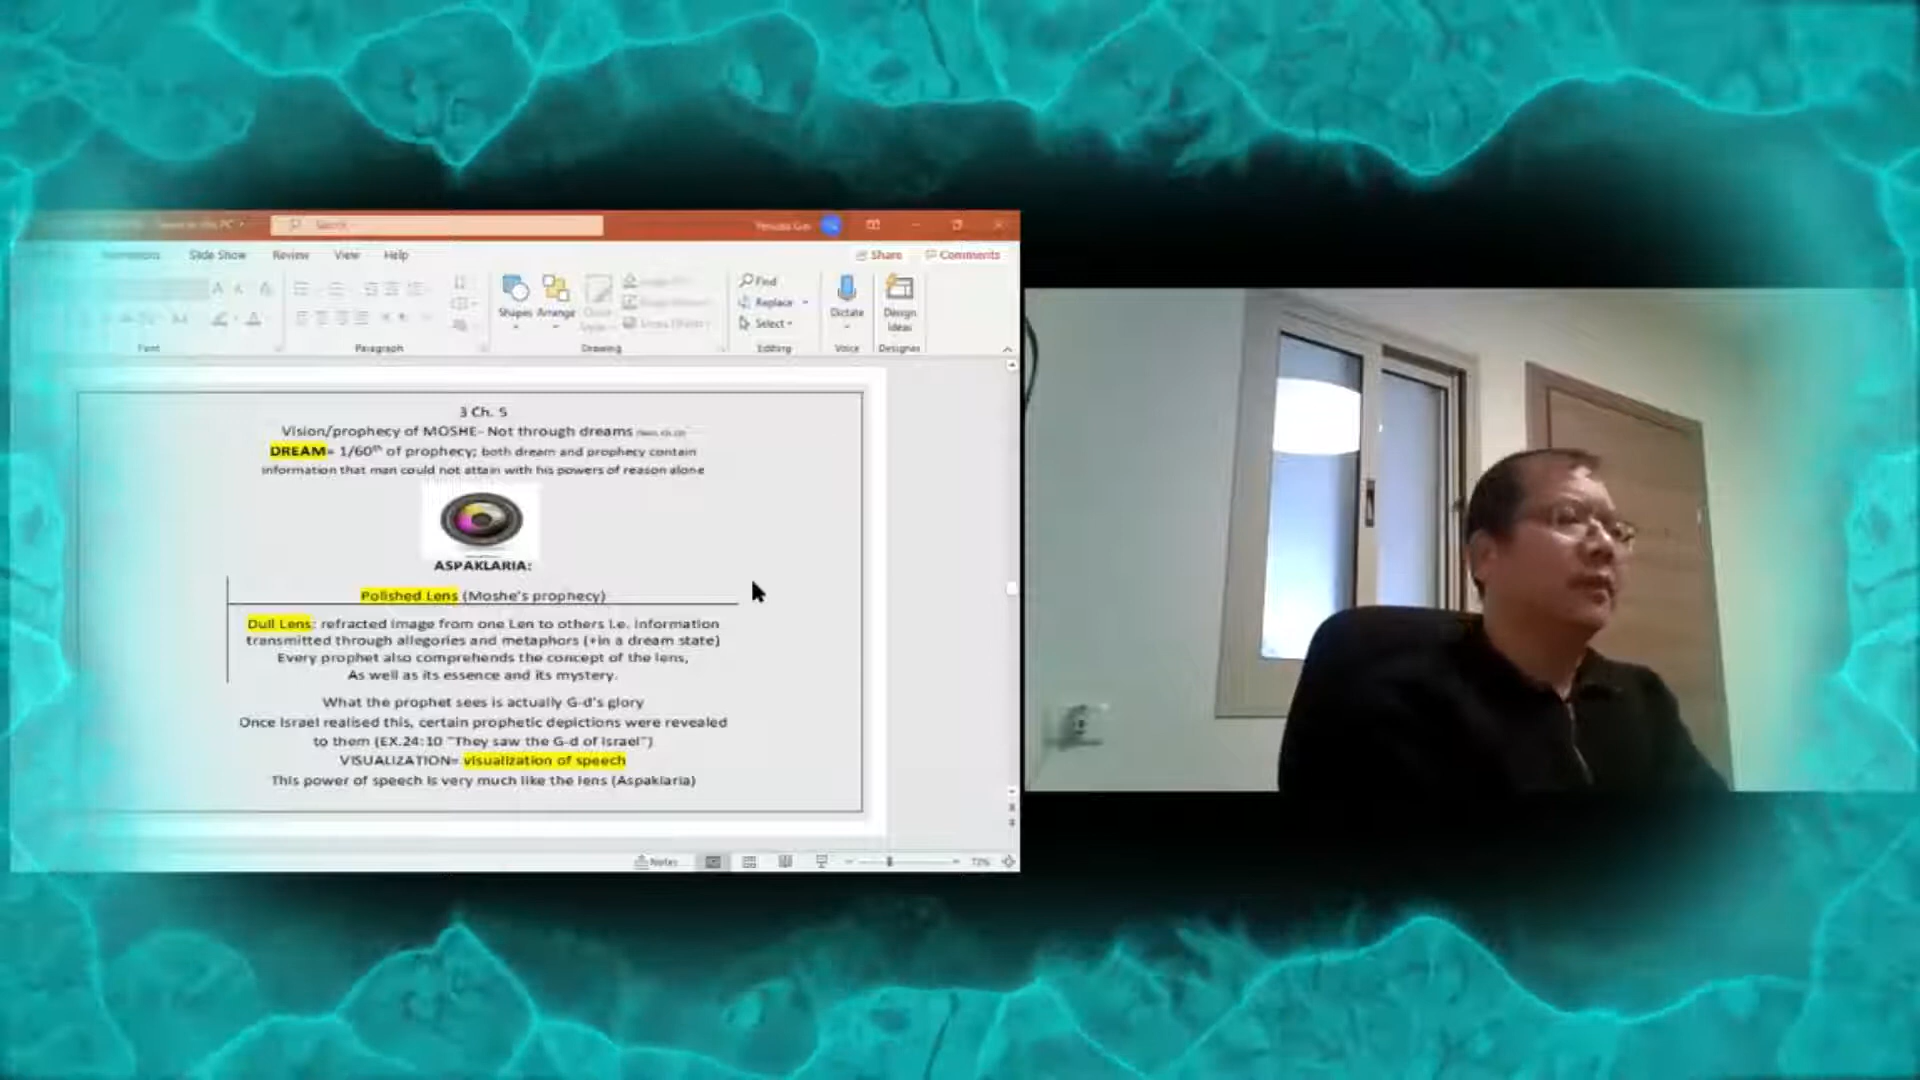 Slide Show Review View Help
Share Comments
Find
Shapes Arrange Replace Dictate Design
Select Ideas
Font Paragraph Drawing Editing Voice Designer
3 Ch. 5
Vision/prophecy of MOSHE- Not through dreams
DREAM= 1/60th of prophecy; both dream and prophecy contain
information that man could not attain with his powers of reason alone
ASPAKLARIA:
Polished Lens (Moshe's prophecy)
Dull Lens: refracted image from one Len to others i.e. information
transmitted through allegories and metaphors (+in a dream state)
Every prophet also comprehends the concept of the lens,
As well as its essence and its mystery.
What the prophet sees is actually G-d's glory
Once Israel realised this, certain prophetic depictions were revealed
to them (EX.24:10 "They saw the G-d of Israel")
VISUALIZATION= visualization of speech
This power of speech is very much like the lens (Aspaklaria)
Notes